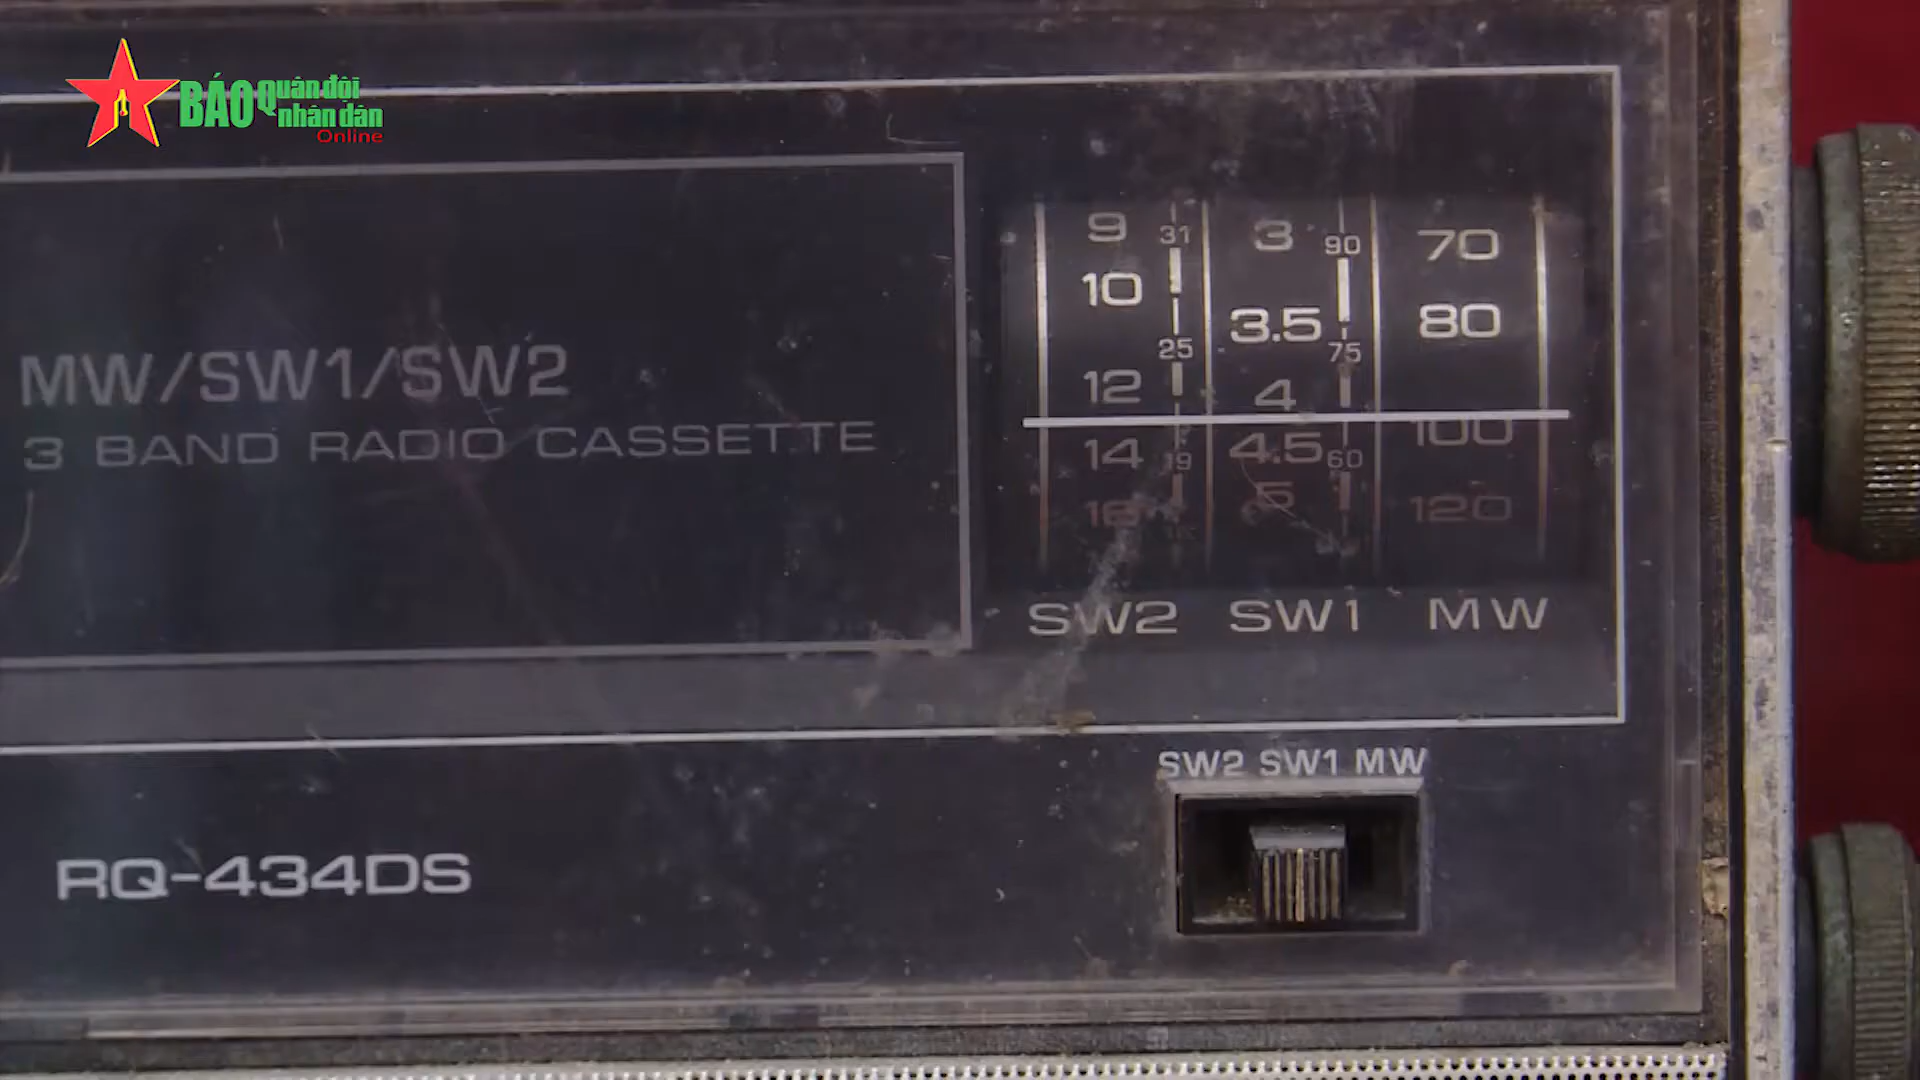 BÁO Quân đội
nhân dân
Online
MW/SW1/SW2
3 BAND RADIO CASSETTE
9 31 3 90 70
10 3.5 80
25 75
12 4
14 19 4.5 60 100
16 5 120
SW2 SW1 MW
SW2 SW1 MW
RQ-434DS